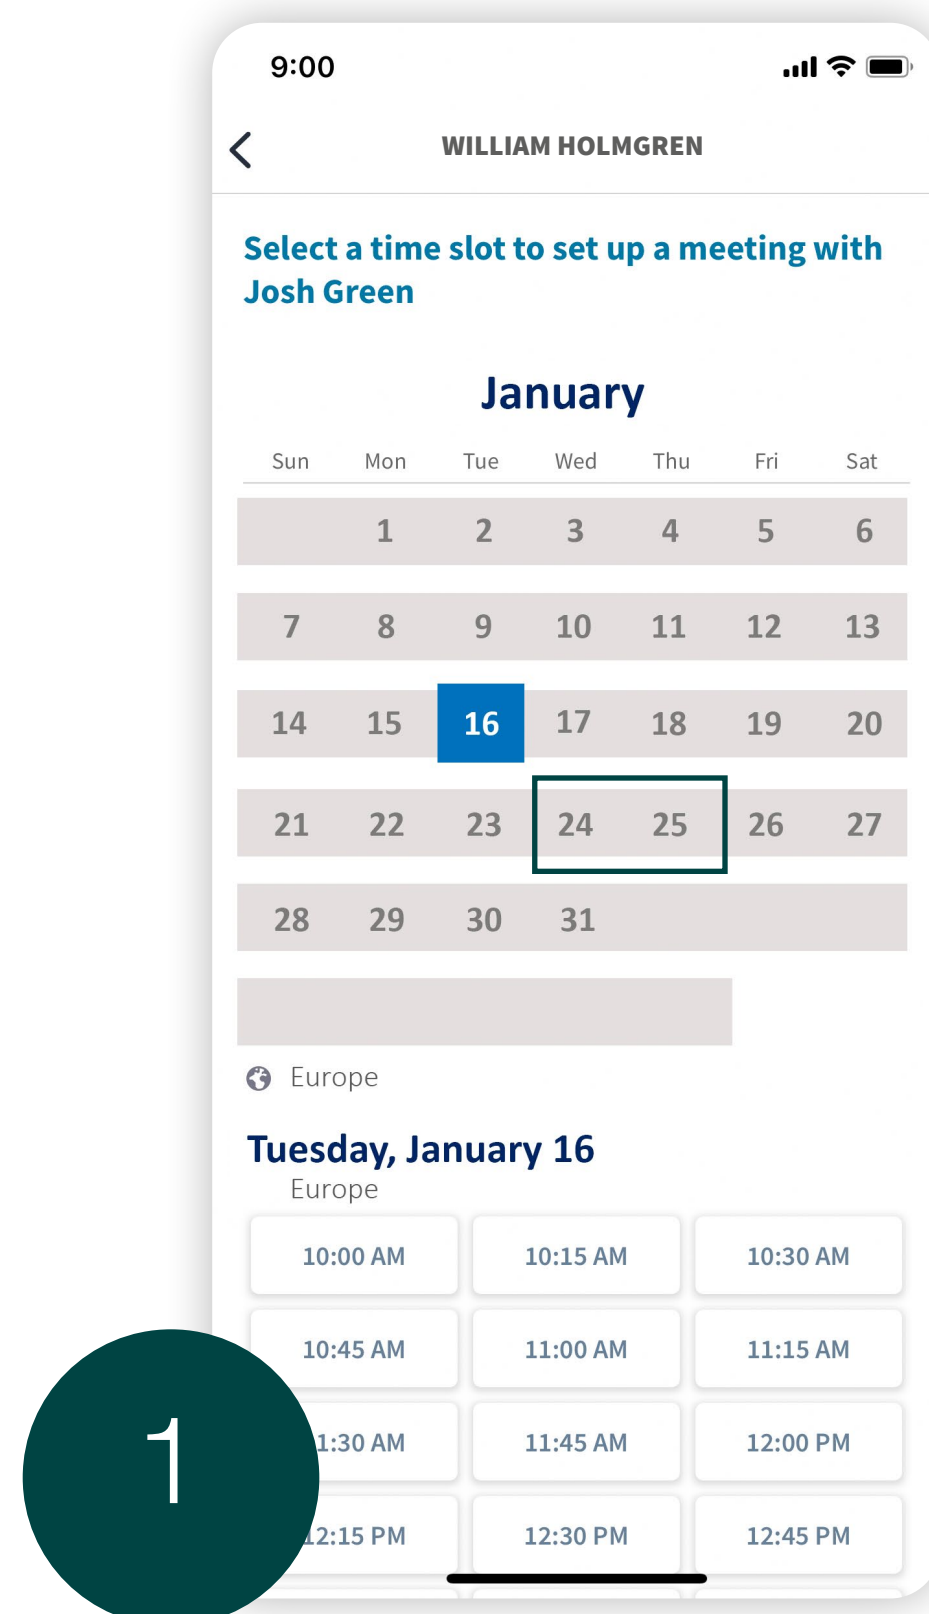 9:00
WILLIAM HOLMGREN
Select a time slot to set up a meeting with
Josh Green
January
Sun Mon Tue Wed Thu Fri Sat
1 2 3 4 5 6
7 8 9 10 11 12 13
14 15 16 17 18 19 20
21 22 23 24 25 26 27
28 29 30 31
Europe
Tuesday, January 16
Europe
10:00 AM 10:15 AM 10:30 AM
10:45 AM 11:00 AM 11:15 AM
1:30 AM 11:45 AM 12:00 PM
2:15 PM 12:30 PM 12:45 PM
1